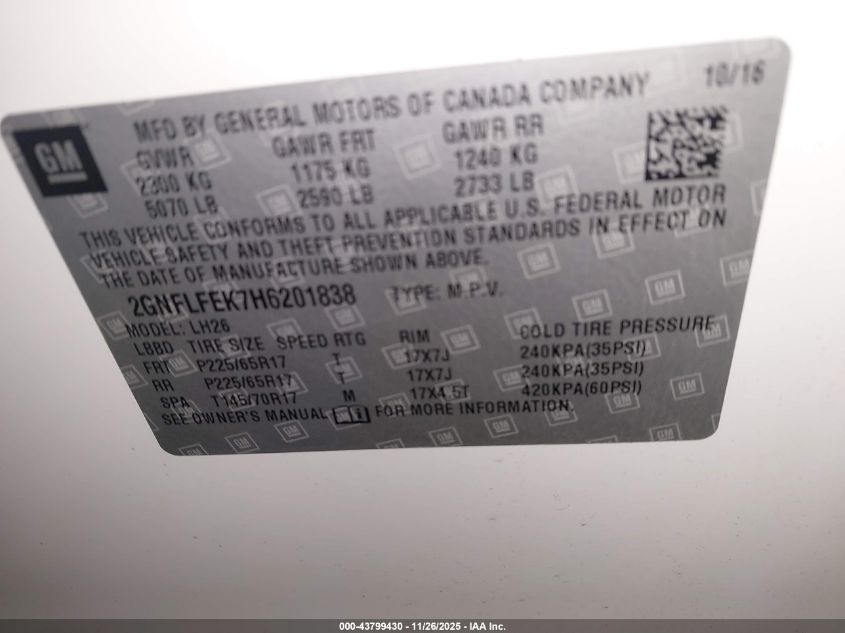 GM
MFD BY GENERAL MOTORS OF CANADA COMPANY 10/16
GVWR GAWR FRT GAWR RR
2300 KG 1175 KG 1240 KG
5070 LB 2590 LB 2733 LB
THIS VEHICLE CONFORMS TO ALL APPLICABLE U.S. FEDERAL MOTOR
VEHICLE SAFETY AND THEFT PREVENTION STANDARDS IN EFFECT ON
THE DATE OF MANUFACTURE SHOWN ABOVE.
2GNFLFEK7H6201838 TYPE: M.P.V.
MODEL: LH26
LBBD TIRE SIZE SPEED RTG RIM COLD TIRE PRESSURE
FRT P225/65R17 T 17X7J 240KPA(35PSI)
RR P225/65R17 T 17X7J 240KPA(35PSI)
SPA T145/70R17 M 17X4.5T 420KPA(60PSI)
SEE OWNER'S MANUAL FOR MORE INFORMATION.
000-43799430 - 11/26/2025 - IAA Inc.